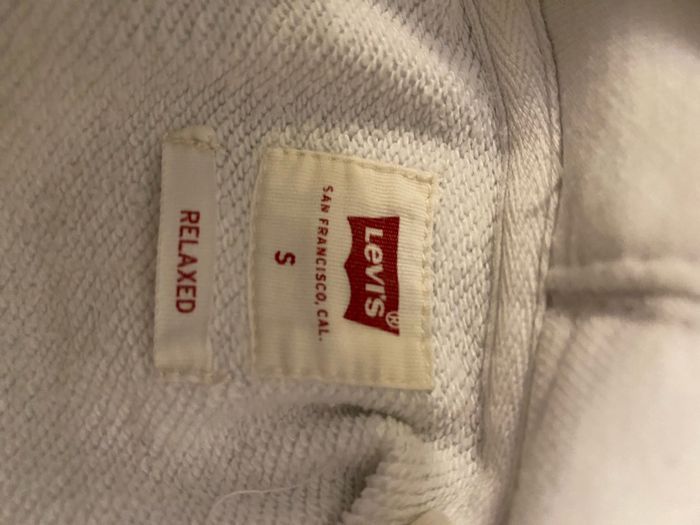 LEVI'S®
SAN FRANCISCO, CAL.
S
RELAXED